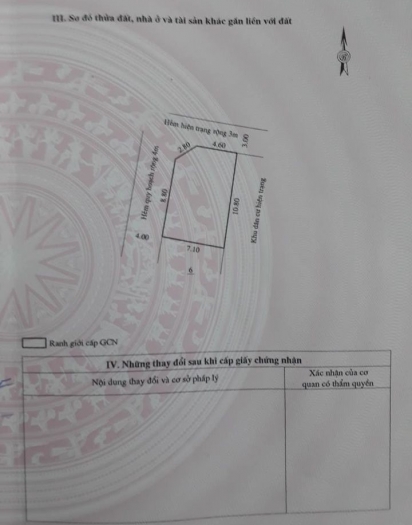 III. Sơ đồ thửa đất, nhà ở và tài sản khác gắn liền với đất
Hẻm hiện trạng rộng 3m
3.00
2.80
4.60
Hẻm quy hoạch rộng 4m
8.80
10.80
Khu dân cư hiện trạng
4.00
7.10
6
Ranh giới cấp GCN
IV. Những thay đổi sau khi cấp giấy chứng nhận
Nội dung thay đổi và cơ sở pháp lý
Xác nhận của cơ
quan có thẩm quyền